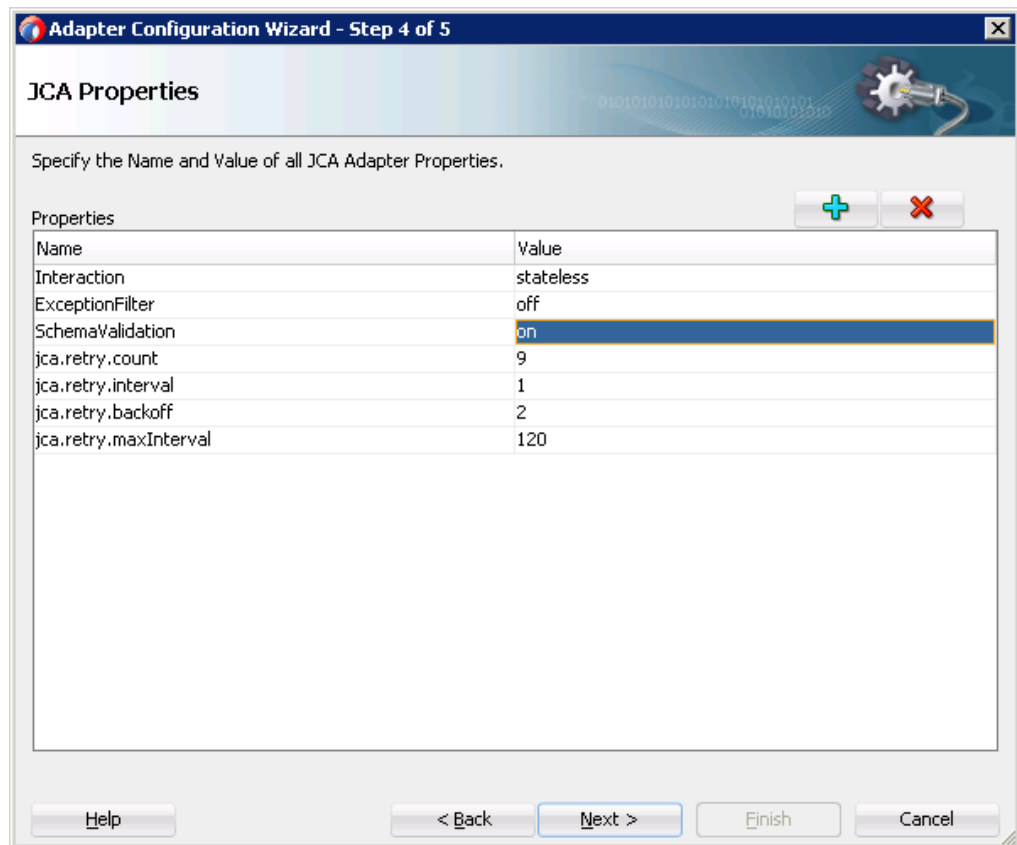 Adapter Configuration Wizard - Step 4 of 5
JCA Properties
Specify the Name and Value of all JCA Adapter Properties.
Properties
Name Value
Interaction stateless
ExceptionFilter off
SchemaValidation on
jca.retry.count 9
jca.retry.interval 1
jca.retry.backoff 2
jca.retry.maxInterval 120
Help < Back Next > Finish Cancel